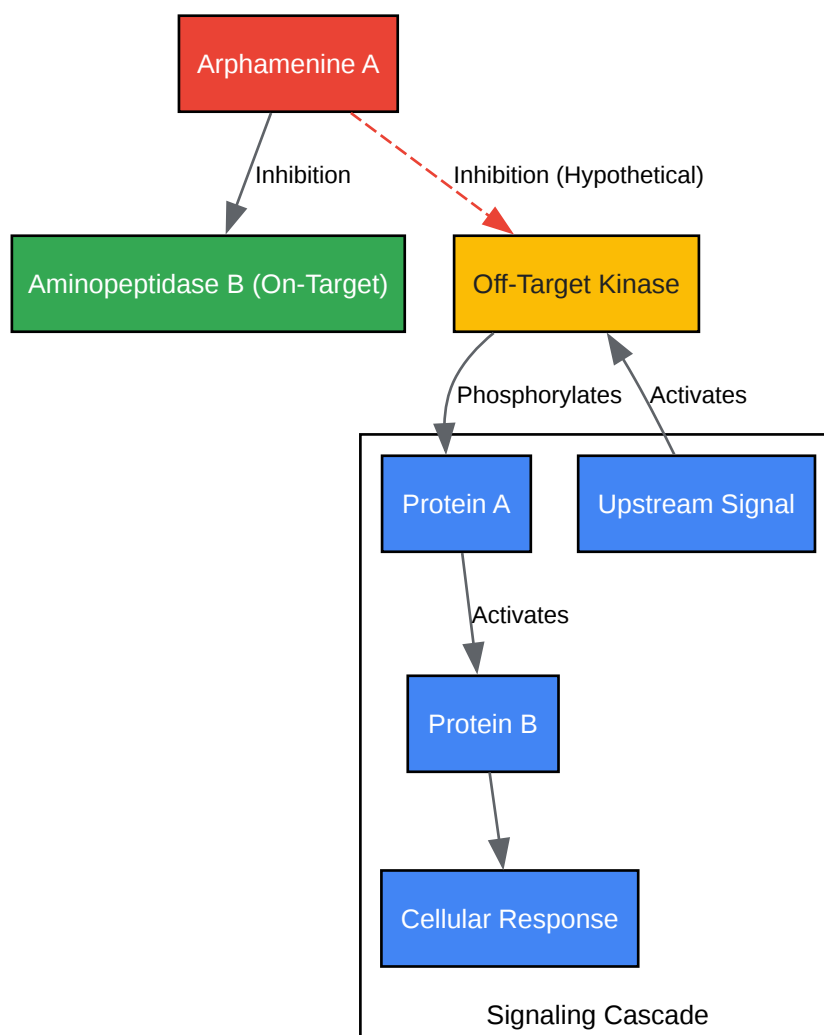 Arphamenine A
Inhibition
Inhibition (Hypothetical)
Aminopeptidase B (On-Target)
Off-Target Kinase
Phosphorylates
Activates
Protein A
Upstream Signal
Activates
Protein B
Cellular Response
Signaling Cascade